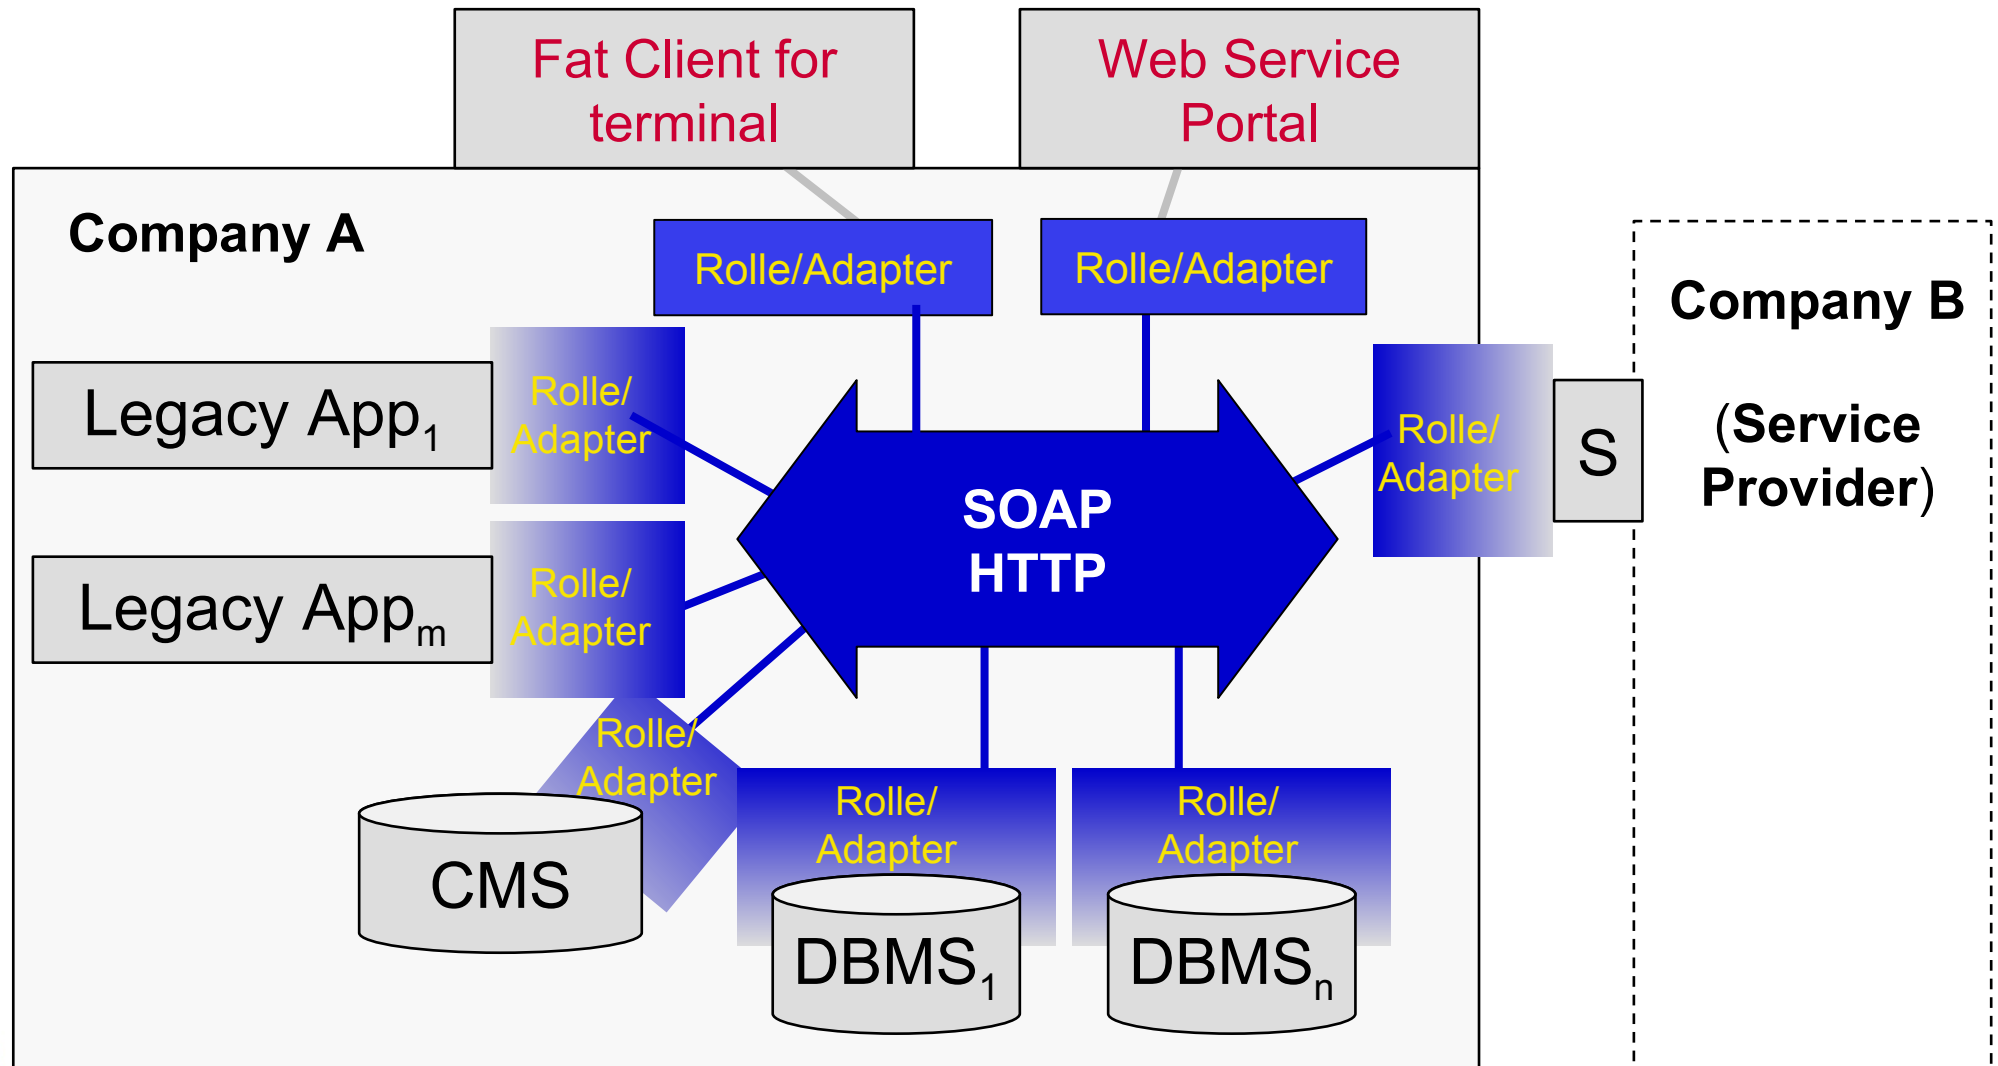 Fat Client for
terminal
Web Service
Portal
Company A
Rolle/Adapter
Rolle/Adapter
Company B
(Service
Provider)
Legacy App1
Rolle/
Adapter
Rolle/
Adapter
S
SOAP
HTTP
Legacy Appm
Rolle/
Adapter
Rolle/
Adapter
CMS
Rolle/
Adapter
DBMS1
Rolle/
Adapter
DBMSn